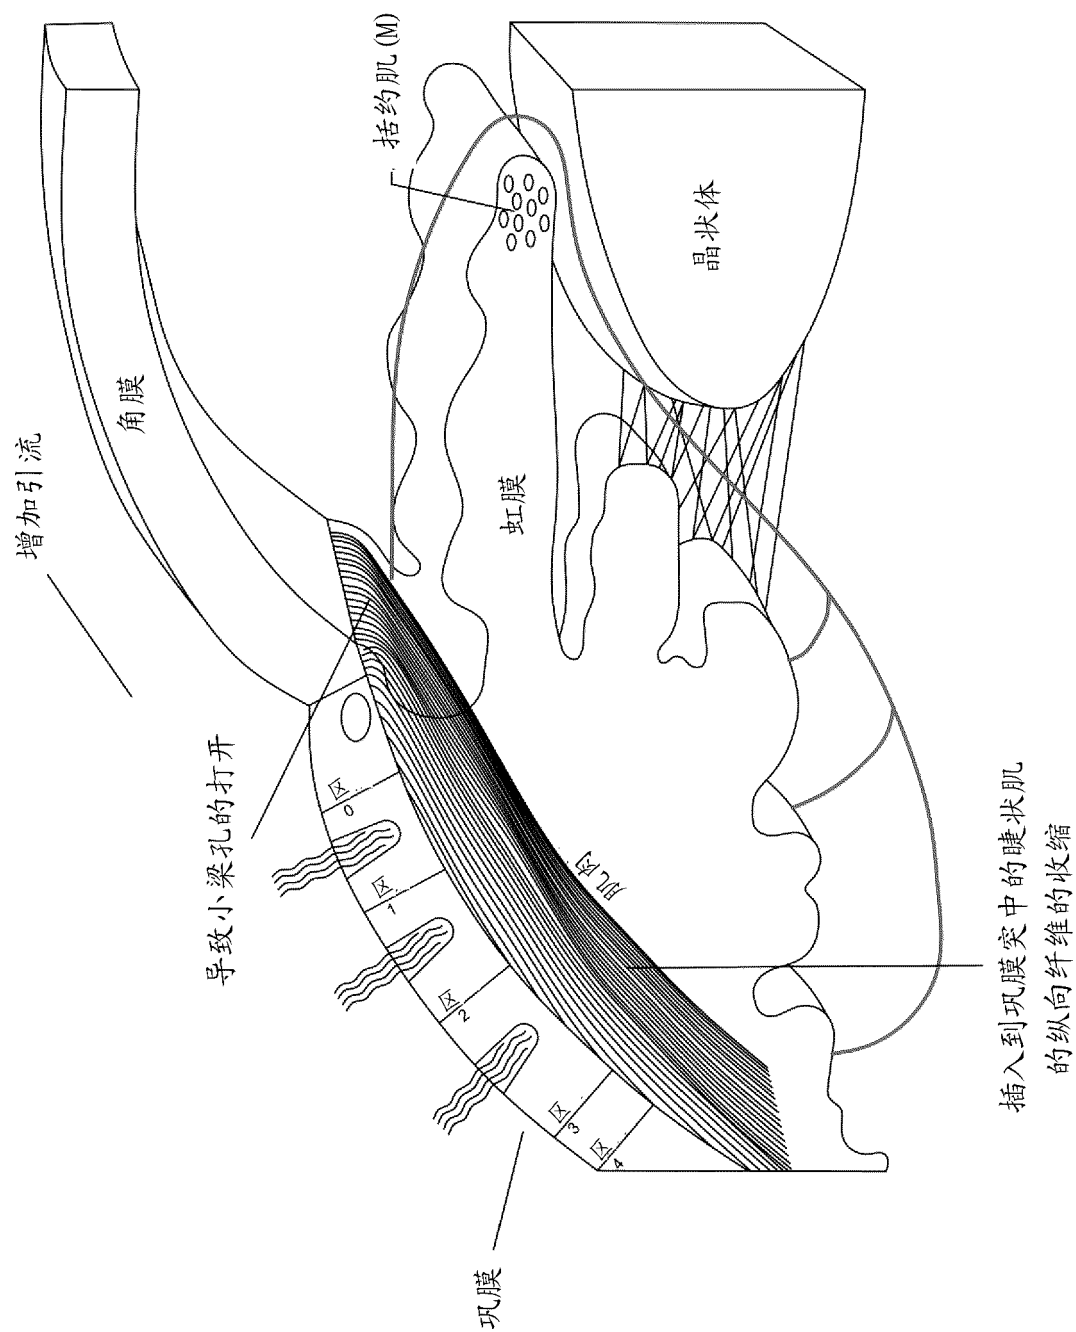 增加引流
角膜
括约肌(M)
晶状体
虹膜
导致小梁孔的打开
区0
区1
区2
区3
区4
肌肉
巩膜
插入到巩膜突中的睫状肌
的纵向纤维的收缩